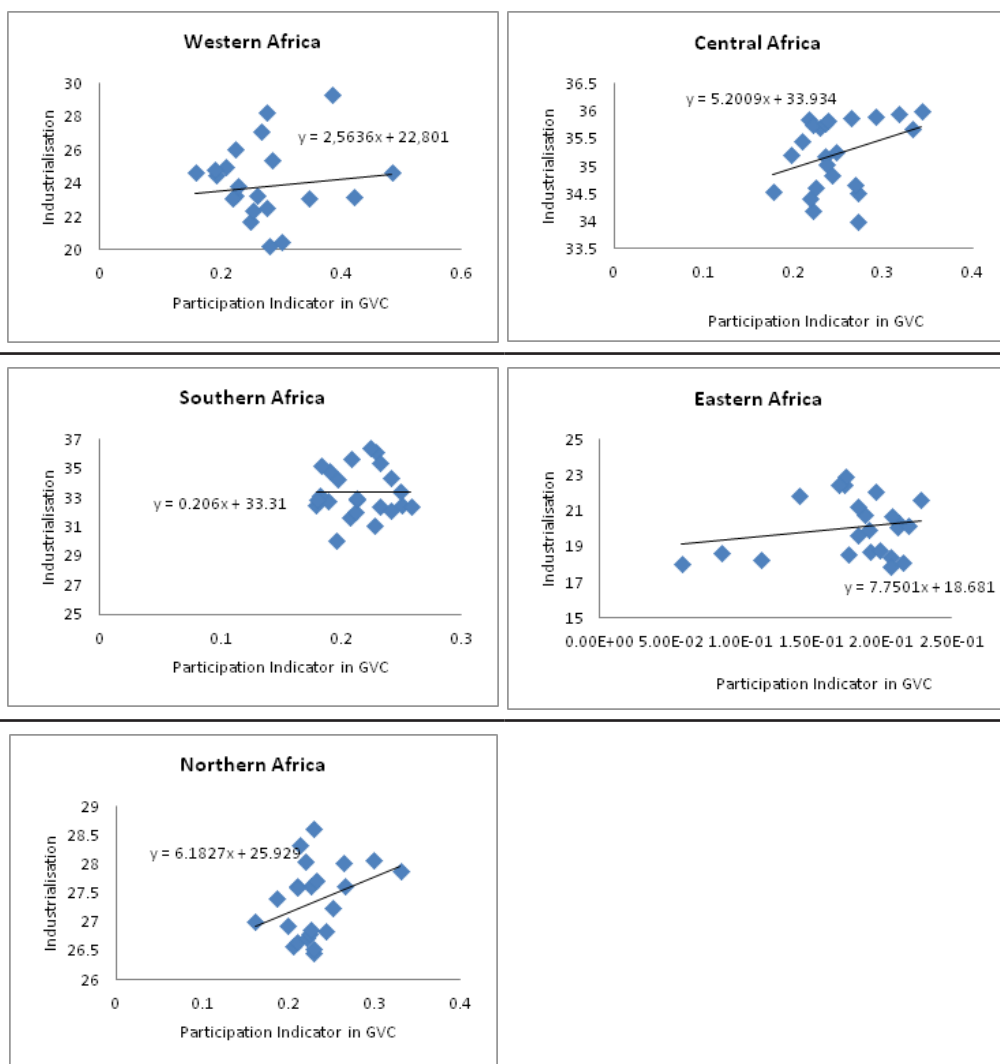 Western Africa
Industrialisation
30
28
26
24
22
20
y = 2,5636x + 22,801
0
0.2
0.4
0.6
Participation Indicator in GVC
Central Africa
Industrialisation
36.5
36
35.5
35
34.5
34
33.5
y = 5.2009x + 33.934
0
0.1
0.2
0.3
0.4
Participation Indicator in GVC
Southern Africa
Industrialisation
37
35
33
31
29
27
25
y = 0.206x + 33.31
0
0.1
0.2
0.3
Participation Indicator in GVC
Eastern Africa
Industrialisation
25
23
21
19
17
15
y = 7.7501x + 18.681
0.00E+00 5.00E-02 1.00E-01 1.50E-01 2.00E-01 2.50E-01
Participation Indicator in GVC
Northern Africa
Industrialisation
29
28.5
28
27.5
27
26.5
26
y = 6.1827x + 25.929
0
0.1
0.2
0.3
0.4
Participation Indicator in GVC